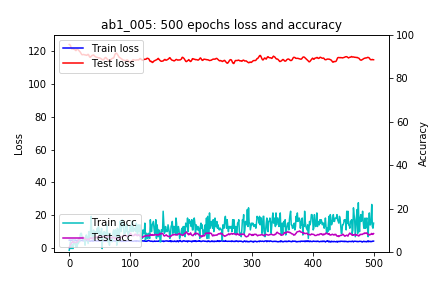 ab1_005: 500 epochs loss and accuracy
Train loss
Test loss
Train acc
Test acc
Loss
Accuracy
120
100
80
60
40
20
0
100
80
60
40
20
0
0
100
200
300
400
500